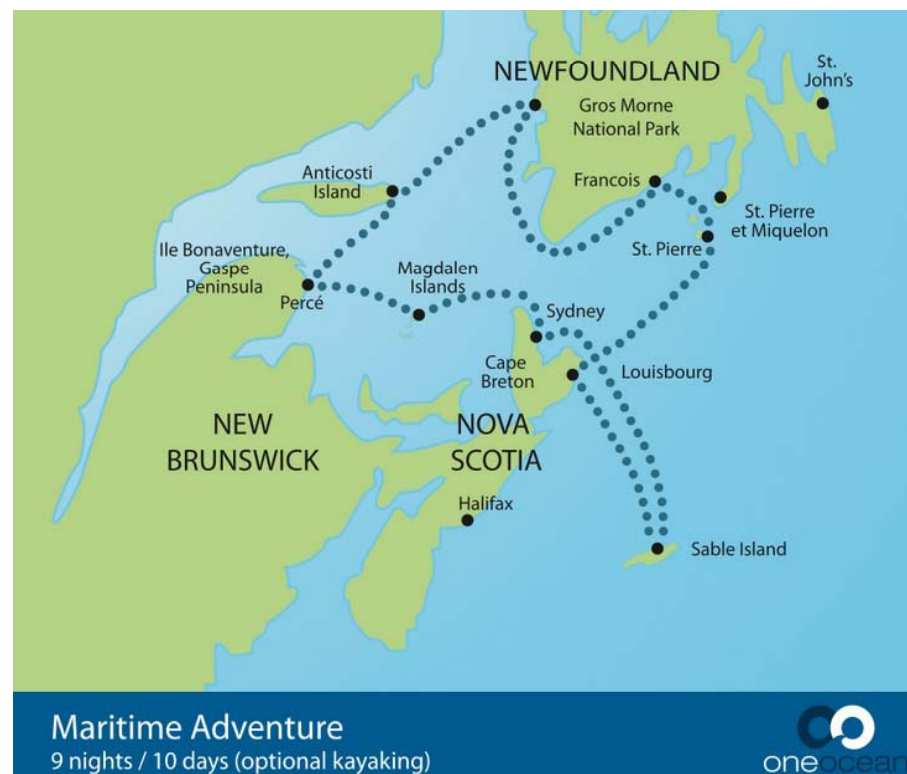 NEWFOUNDLAND
St.
John's
Gros Morne
National Park
Anticosti
Island
Francois
St. Pierre
et Miquelon
St. Pierre
Ile Bonaventure,
Gaspe
Peninsula
Percé
Magdalen
Islands
Sydney
Cape
Breton
Louisbourg
NEW
BRUNSWICK
NOVA
SCOTIA
Halifax
Sable Island
Maritime Adventure
9 nights / 10 days (optional kayaking)
oneocean